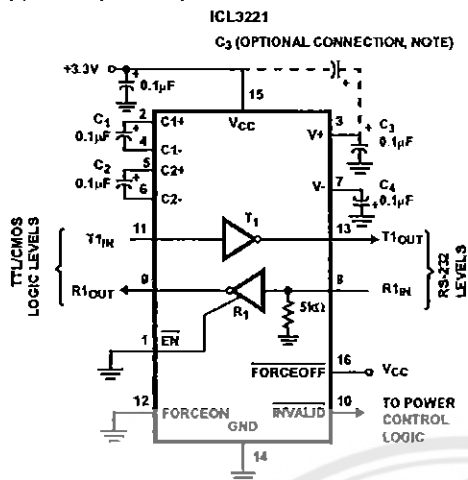 ICL3221
C3 (OPTIONAL CONNECTION, NOTE)
+3.3V
+
0.1µF
15
+
2
C1+
VCC
3
C1
0.1µF
+
4
C1-
V+
+
C3
0.1µF
5
C2+
C2
0.1µF
+
6
C2-
V-
7
C4
0.1µF
+
TTL/CMOS
LOGIC LEVELS
T1IN
11
T1
13
T1OUT
RS-232
LEVELS
R1OUT
9
R1
8
R1IN
5kΩ
1
EN
16
FORCEOFF
VCC
12
FORCEON
INVALID
10
TO POWER
CONTROL
LOGIC
GND
14